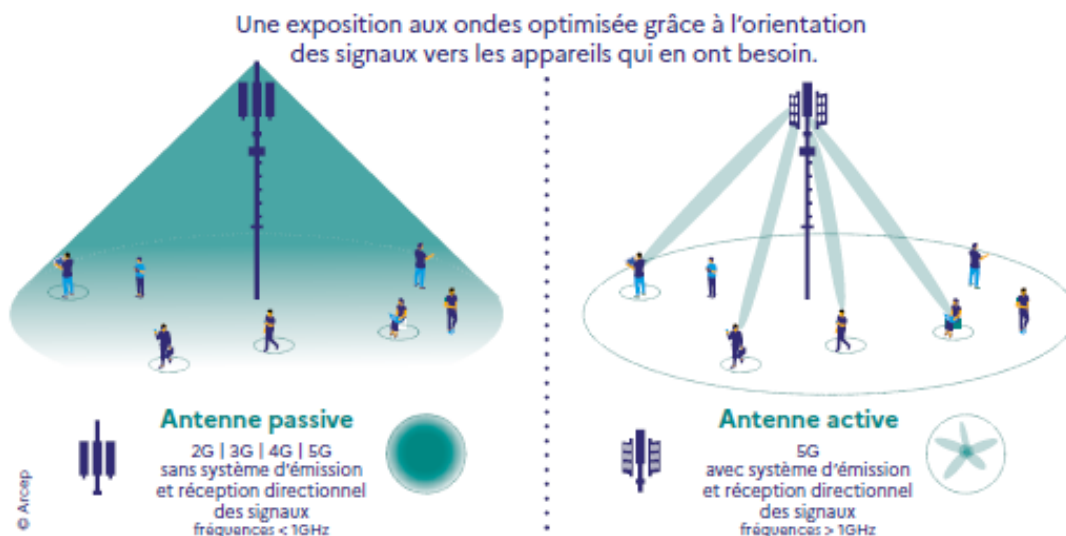 Une exposition aux ondes optimisée grâce à l'orientation
des signaux vers les appareils qui en ont besoin.
Antenne passive
2G | 3G | 4G | 5G
sans système d'émission
et réception directionnel
des signaux
fréquences < 1GHz
Antenne active
5G
avec système d'émission
et réception directionnel
des signaux
fréquences > 1GHz
© Arcep